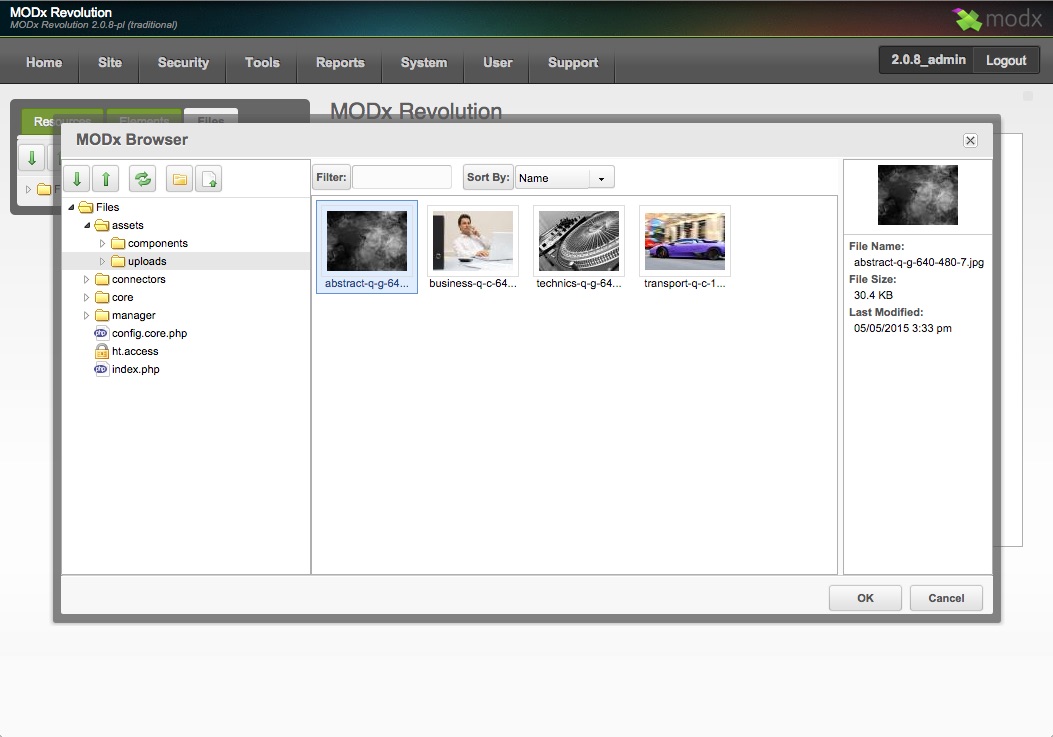 MODx Revolution
MODx Revolution 2.0.8-pl (traditional)
modx
Home Site Security Tools Reports System User Support
2.0.8_admin Logout
MODx Revolution
Resources Elements Files
MODx Browser
Filter: Sort By: Name
Files
assets
components
uploads
connectors
core
manager
config.core.php
ht.access
index.php
abstract-q-g-64... business-q-c-64... technics-q-g-64... transport-q-c-1...
File Name:
abstract-q-g-640-480-7.jpg
File Size:
30.4 KB
Last Modified:
05/05/2015 3:33 pm
OK Cancel